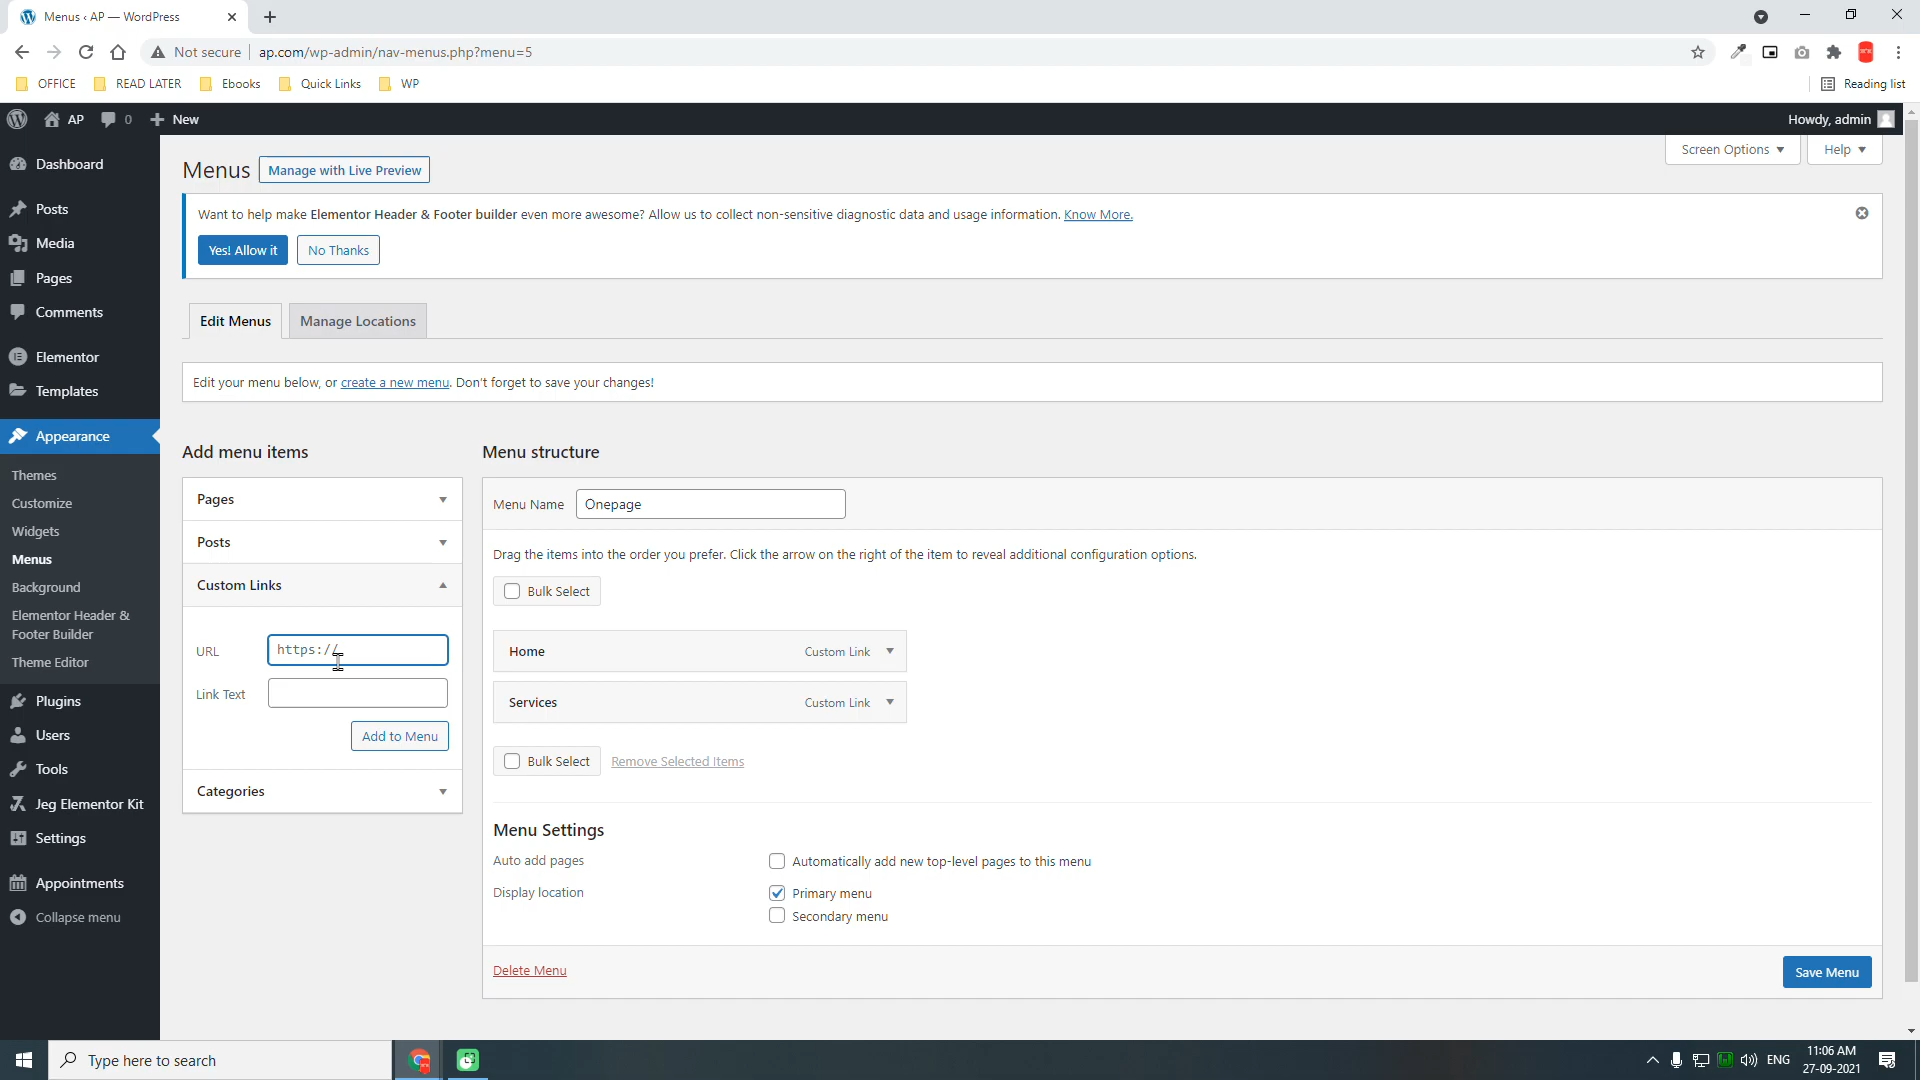 Menus ‹ AP — WordPress
Not secure
ap.com/wp-admin/nav-menus.php?menu=5
OFFICE
READ LATER
Ebooks
Quick Links
WP
Reading list
AP
0
New
Howdy, admin
Screen Options
Help
Dashboard
Posts
Media
Pages
Comments
Elementor
Templates
Appearance
Themes
Customize
Widgets
Menus
Background
Elementor Header &
Footer Builder
Theme Editor
Plugins
Users
Tools
Jeg Elementor Kit
Settings
Appointments
Collapse menu
Menus
Manage with Live Preview
Want to help make Elementor Header & Footer builder even more awesome? Allow us to collect non-sensitive diagnostic data and usage information. Know More.
Yes! Allow it
No Thanks
Edit Menus
Manage Locations
Edit your menu below, or create a new menu. Don't forget to save your changes!
Add menu items
Pages
Posts
Custom Links
URL
https://
Link Text
Add to Menu
Categories
Menu structure
Menu Name
Onepage
Drag the items into the order you prefer. Click the arrow on the right of the item to reveal additional configuration options.
Bulk Select
Home
Custom Link
Services
Custom Link
Bulk Select
Remove Selected Items
Menu Settings
Auto add pages
Automatically add new top-level pages to this menu
Display location
Primary menu
Secondary menu
Delete Menu
Save Menu
Type here to search
ENG
11:06 AM
27-09-2021